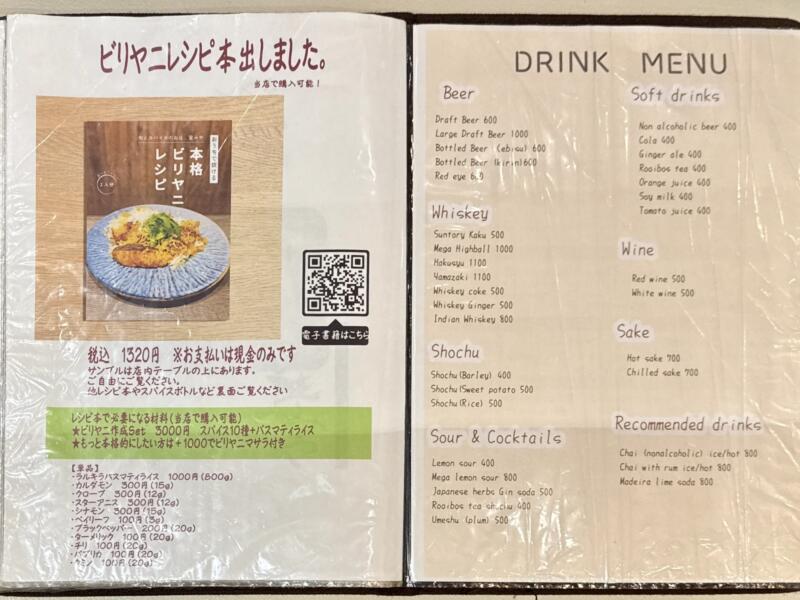 ビリヤニレシピ本出しました。
当店で購入可能！
おうちで炊ける
本格
ビリヤニ
レシピ
2人分
電子書籍はこちら
税込 1320円 ※お支払いは現金のみです
サンプルは店内テーブルの上にあります。
ご自由にご覧ください。
他レシピ本やスパイスボトルなど裏面ご覧ください
レシピ本で必要になる材料(当店で購入可能)
★ビリヤニ作成Set 3000円 スパイス10種+バスマティライス
★もっと本格的にしたい方は+1000でビリヤニマサラ付き
【単品】
・ラルキラバスマティライス 1000円(800g)
・カルダモン 300円(15g)
・クローブ 300円(12g)
・スターアニス 300円(12g)
・シナモン 300円(15g)
・ベイリーフ 100円(3g)
・ブラックペッパー 200円(20g)
・ターメリック 100円(20g)
・チリ 100円(20g)
・パプリカ 100円(20g)
・クミン 100円(20g)
DRINK MENU
Beer
Draft Beer 600
Large Draft Beer 1000
Bottled Beer (ebisu) 600
Bottled Beer (kirin)600
Red eye 600
Whiskey
Suntory Kaku 500
Mega Highball 1000
Hakusyu 1100
Yamazaki 1100
Whiskey coke 500
Whiskey Ginger 500
Indian Whiskey 800
Shochu
Shochu(Barley) 400
Shochu(Sweet potato 500
Shochu(Rice) 500
Sour & Cocktails
Lemon sour 400
Mega lemon sour 800
Japanese herbs Gin soda 500
Rooibos tea shochu 400
Umeshu (plum) 500
Soft drinks
Non alcoholic beer 400
Cola 400
Ginger ale 400
Rooibos tea 400
Orange juice 400
Soy milk 400
Tomato juice 400
Wine
Red wine 500
White wine 500
Sake
Hot sake 700
Chilled sake 700
Recommended drinks
Chai (nonalcoholic) ice/hot 800
Chai with rum ice/hot 800
Madeira lime soda 800